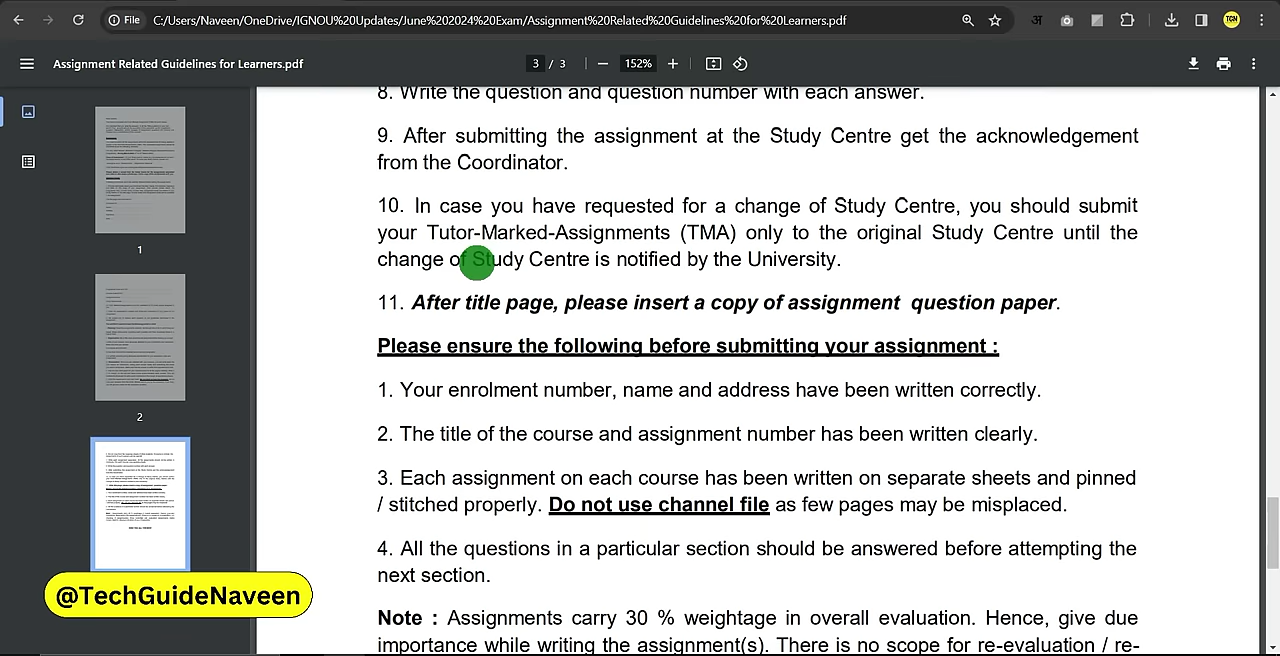 File
C:/Users/Naveen/OneDrive/IGNOU%20Updates/June%202024%20Exam/Assignment%20Related%20Guidelines%20for%20Learners.pdf
अ
TGN
Assignment Related Guidelines for Learners.pdf
3 / 3
152%
1
2
8. Write the question and question number with each answer.
9. After submitting the assignment at the Study Centre get the acknowledgement
from the Coordinator.
10. In case you have requested for a change of Study Centre, you should submit
your Tutor-Marked-Assignments (TMA) only to the original Study Centre until the
change of Study Centre is notified by the University.
11. After title page, please insert a copy of assignment question paper.
Please ensure the following before submitting your assignment :
1. Your enrolment number, name and address have been written correctly.
2. The title of the course and assignment number has been written clearly.
3. Each assignment on each course has been written on separate sheets and pinned
/ stitched properly. Do not use channel file as few pages may be misplaced.
4. All the questions in a particular section should be answered before attempting the
next section.
Note : Assignments carry 30 % weightage in overall evaluation. Hence, give due
importance while writing the assignment(s). There is no scope for re-evaluation / re-
@TechGuideNaveen